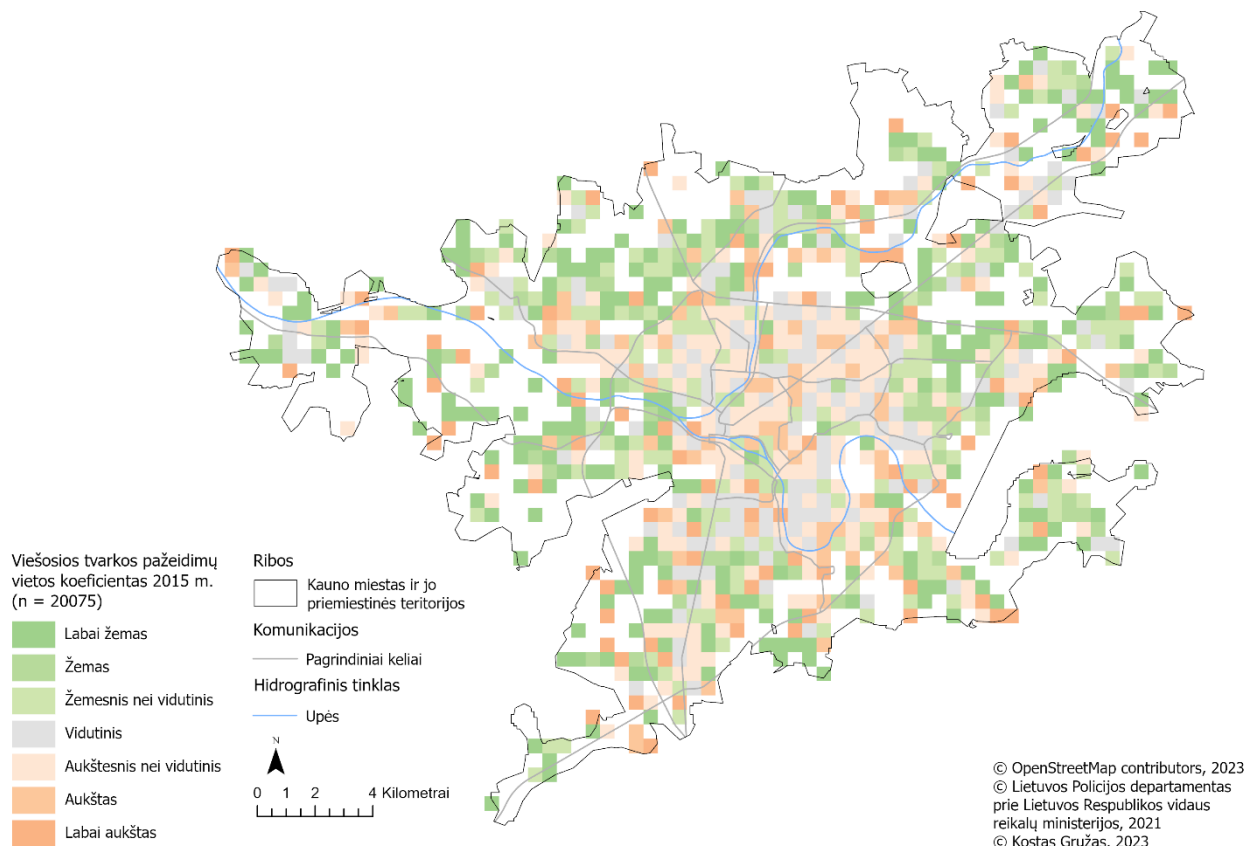 Viešosios tvarkos pažeidimų
vietos koeficientas 2015 m.
(n = 20075)
Labai žemas
Žemas
Žemesnis nei vidutinis
Vidutinis
Aukštesnis nei vidutinis
Aukštas
Labai aukštas
Ribos
Kauno miestas ir jo
priemiestinės teritorijos
Komunikacijos
Pagrindiniai keliai
Hidrografinis tinklas
Upės
N
0 1 2 4 Kilometrai
© OpenStreetMap contributors, 2023
© Lietuvos Policijos departamentas
prie Lietuvos Respublikos vidaus
reikalų ministerijos, 2021
© Kostas Gružas, 2023